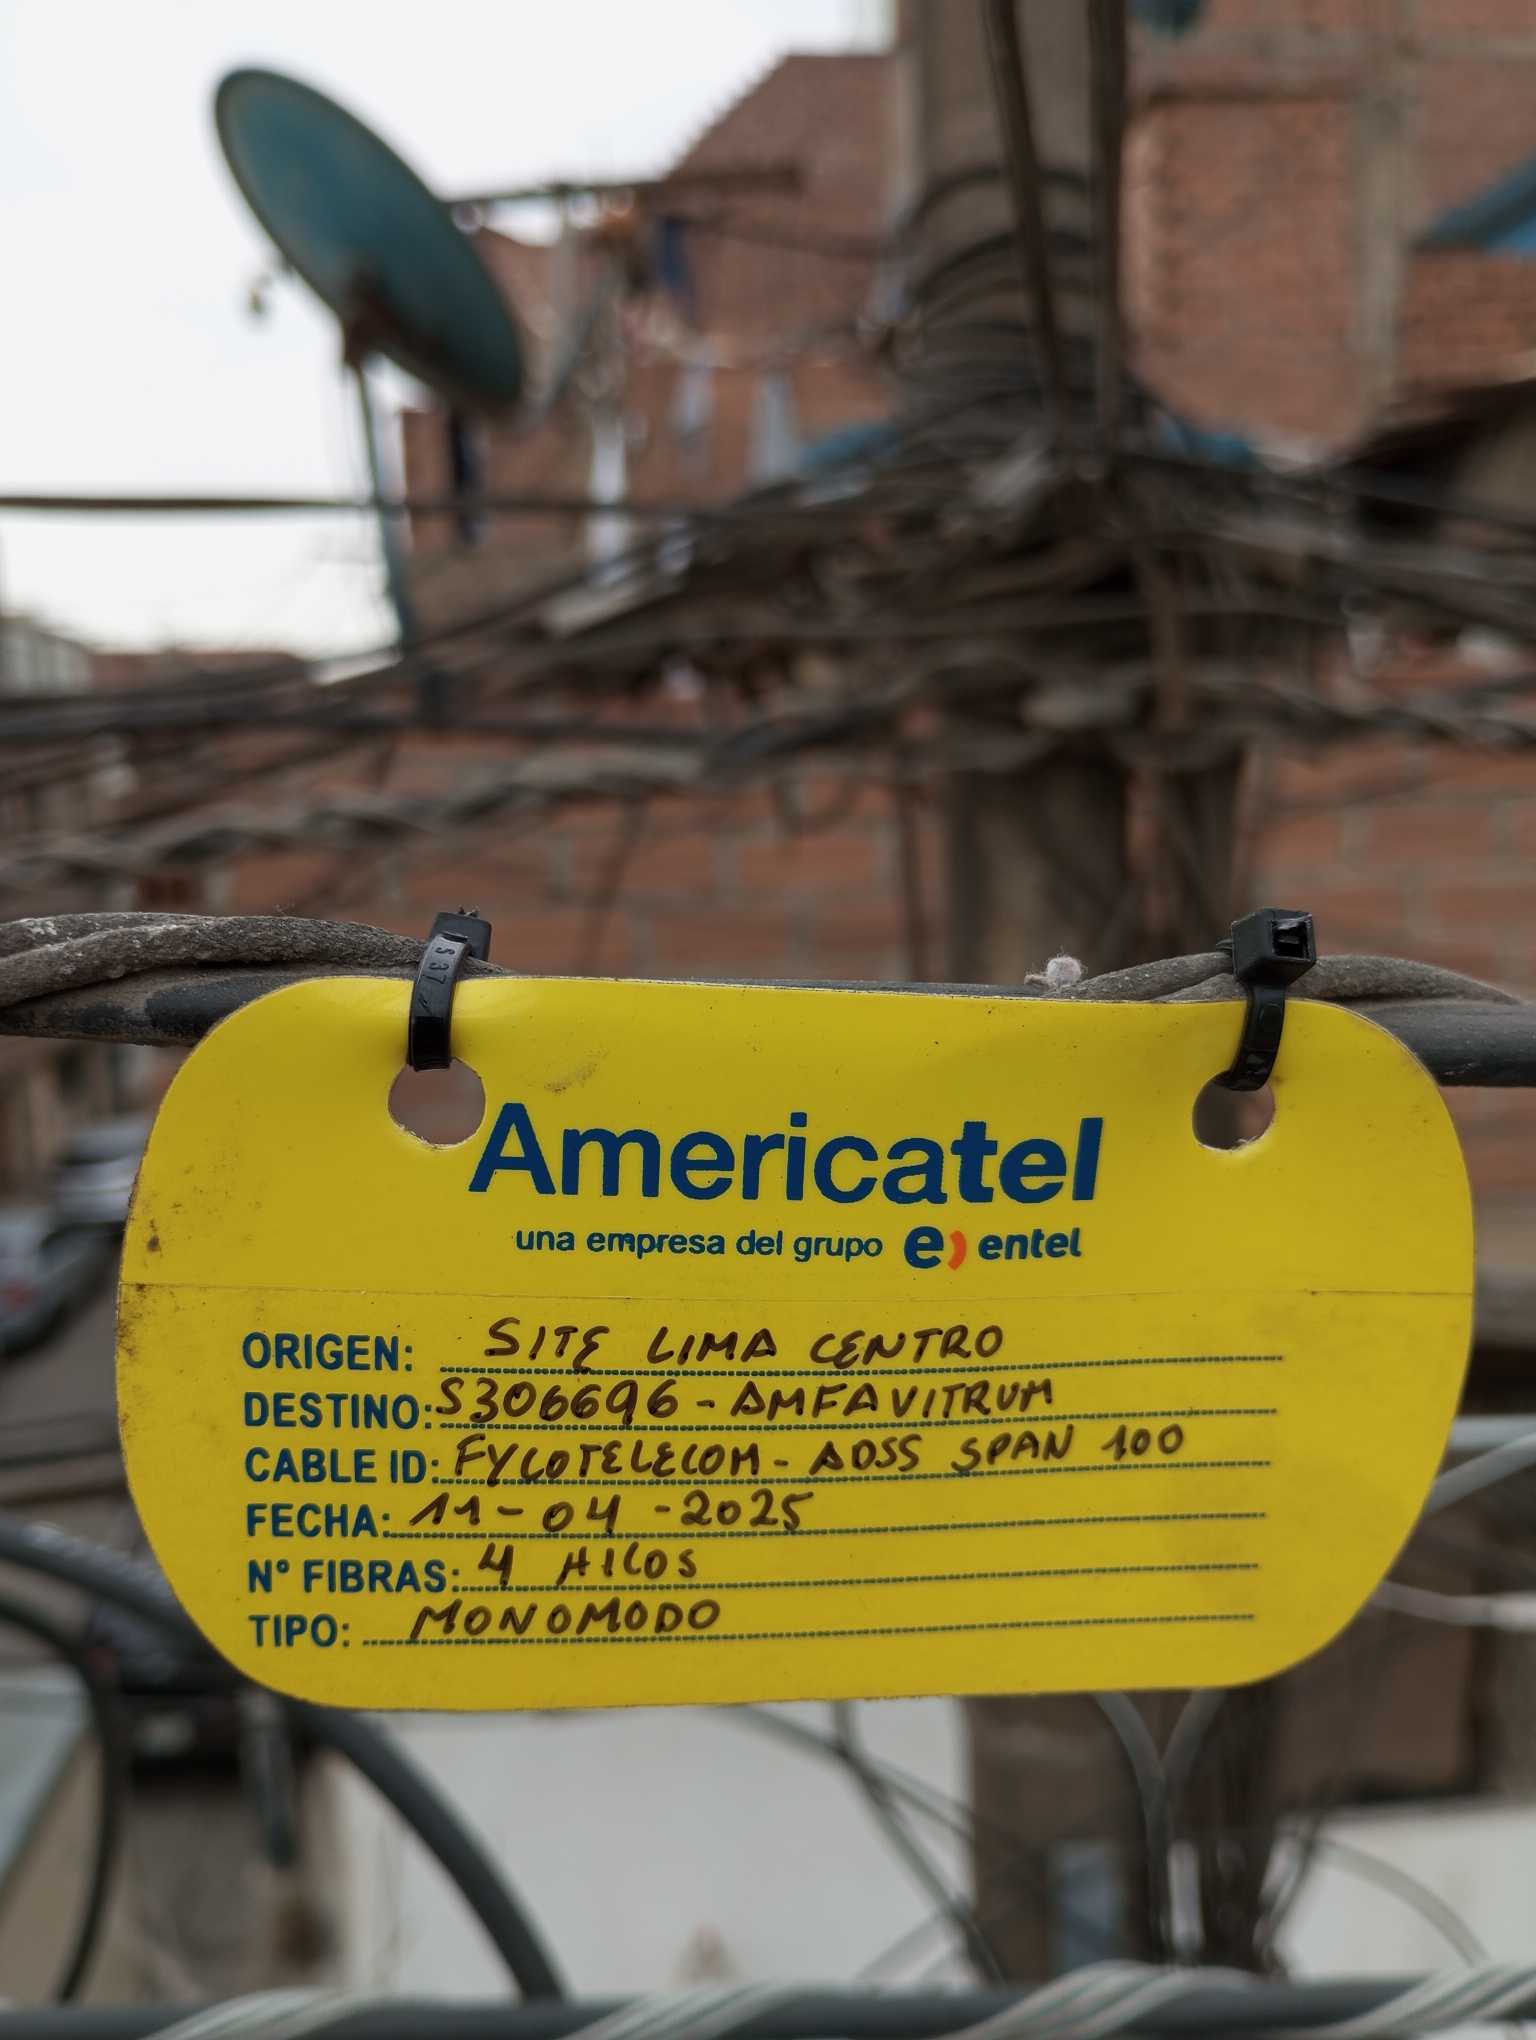 Americatel
una empresa del grupo e) entel
ORIGEN: SITE LIMA CENTRO
DESTINO: S306696 - AMFAVITRUM
CABLE ID: FYCOTELECOM - ADSS SPAN 100
FECHA: 11-04-2025
N° FIBRAS: 4 HILOS
TIPO: MONOMODO